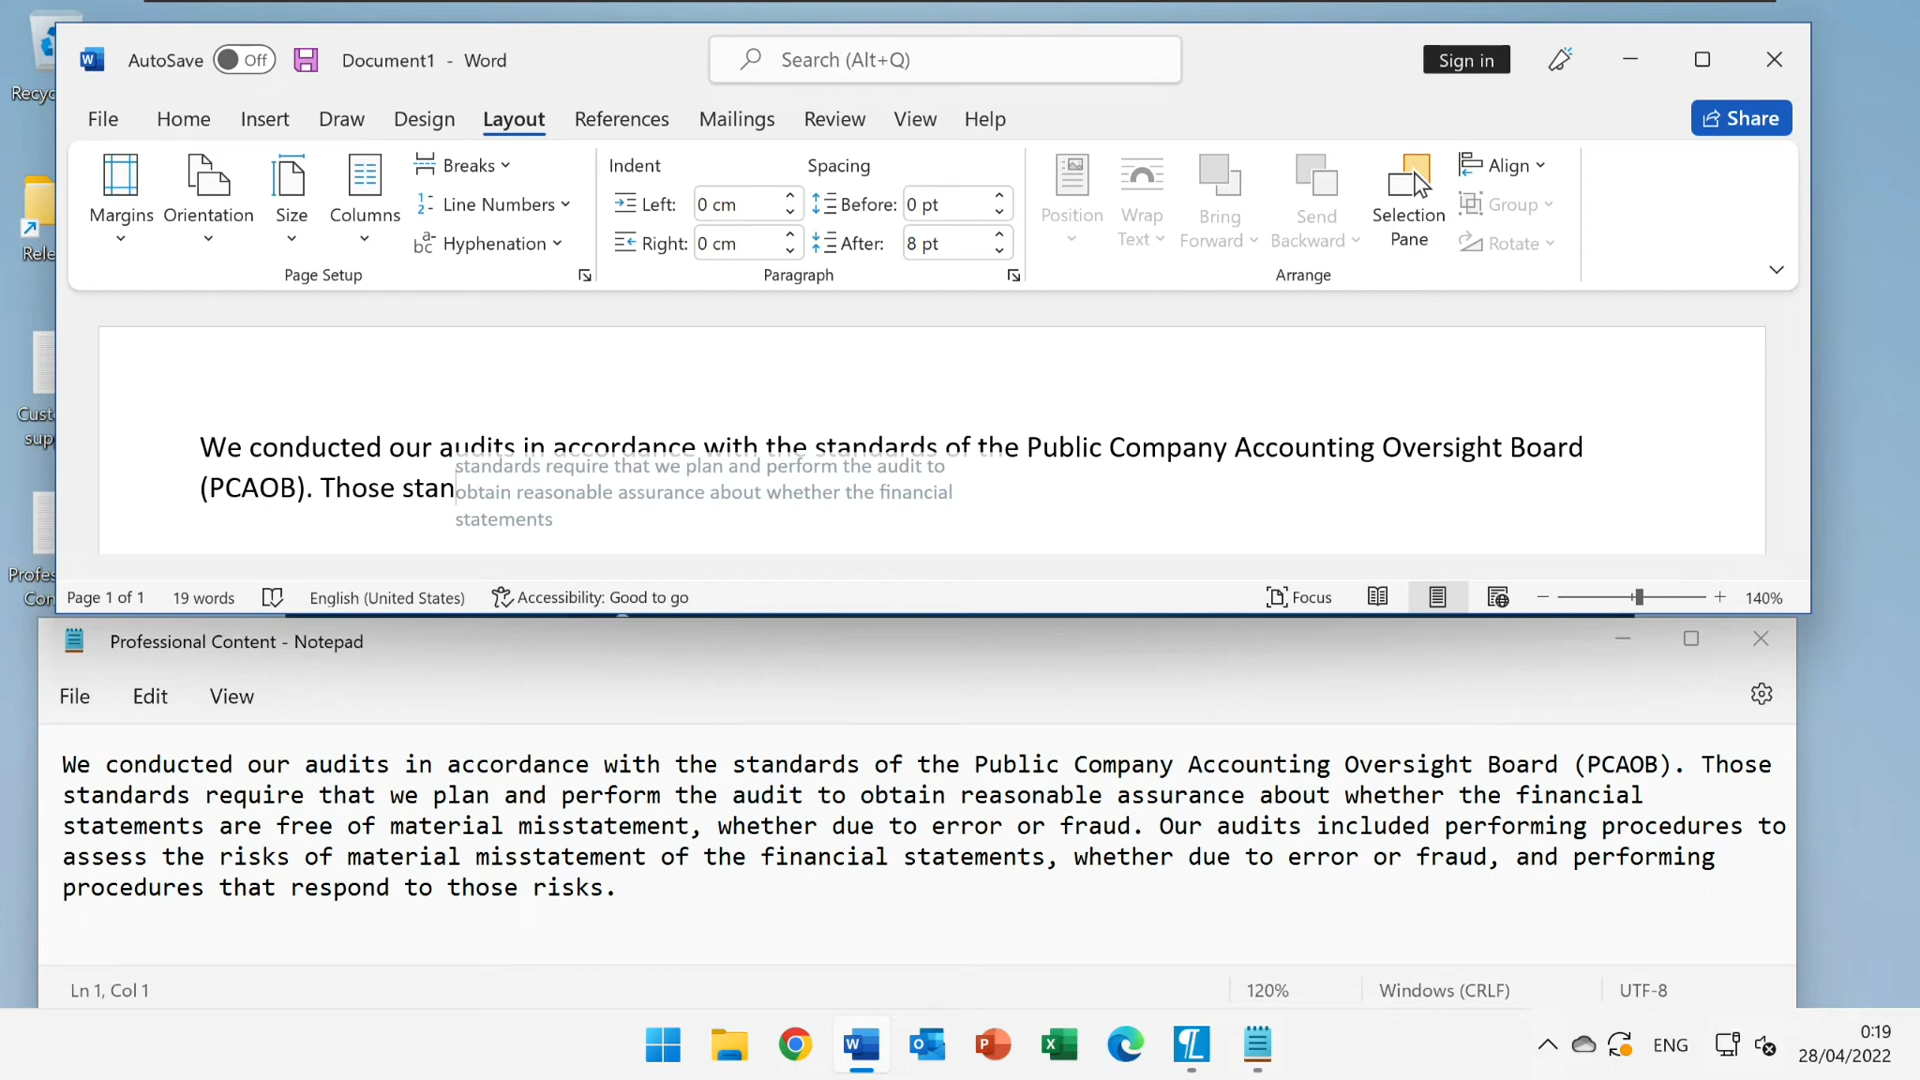 Recyc
Rele
Custo
sup
Profes
Con
AutoSave Off Document1 - Word
Search (Alt+Q)
Sign in
File Home Insert Draw Design Layout References Mailings Review View Help
Share
Margins
Orientation
Size
Columns
Breaks
Line Numbers
Hyphenation
Page Setup
Indent Spacing
Left: 0 cm Before: 0 pt
Right: 0 cm After: 8 pt
Paragraph
Position
Wrap
Text
Bring
Forward
Send
Backward
Selection
Pane
Align
Group
Rotate
Arrange
We conducted our audits in accordance with the standards of the Public Company Accounting Oversight Board
(PCAOB). Those stan
standards require that we plan and perform the audit to
obtain reasonable assurance about whether the financial
statements
Page 1 of 1 19 words English (United States) Accessibility: Good to go Focus 140%
Professional Content - Notepad
File Edit View
We conducted our audits in accordance with the standards of the Public Company Accounting Oversight Board (PCAOB). Those
standards require that we plan and perform the audit to obtain reasonable assurance about whether the financial
statements are free of material misstatement, whether due to error or fraud. Our audits included performing procedures to
assess the risks of material misstatement of the financial statements, whether due to error or fraud, and performing
procedures that respond to those risks.
Ln 1, Col 1 120% Windows (CRLF) UTF-8
ENG
0:19
28/04/2022